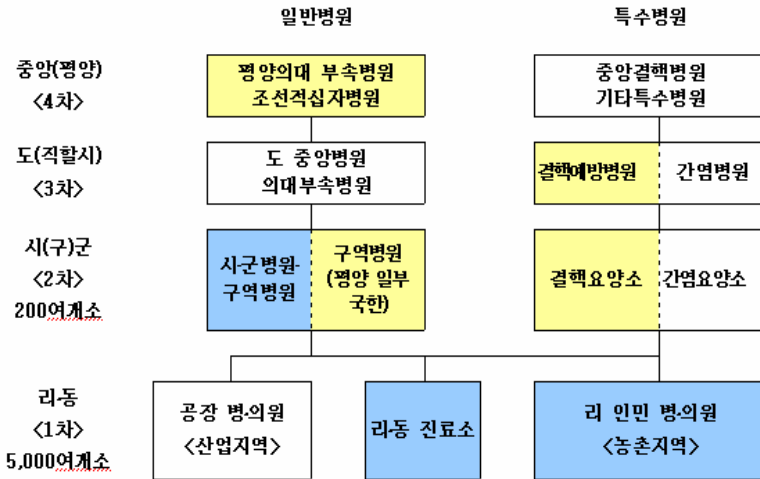 일반병원
특수병원
중앙(평양)
<4차>
평양의대 부속병원
조선적십자병원
중앙결핵병원
기타특수병원
도(직할시)
<3차>
도 중앙병원
의대부속병원
결핵예방병원
간염병원
시(구)군
<2차>
200여개소
시·군병원·
구역병원
구역병원
(평양 일부
국한)
결핵요양소
간염요양소
리·동
<1차>
5,000여개소
공장 병·의원
<산업지역>
리·동 진료소
리 인민 병·의원
<농촌지역>